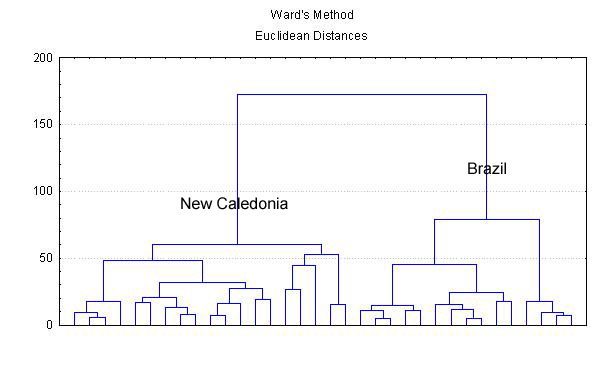 Ward's Method
Euclidean Distances
200
150
Brazil
100
New Caledonia
50
0